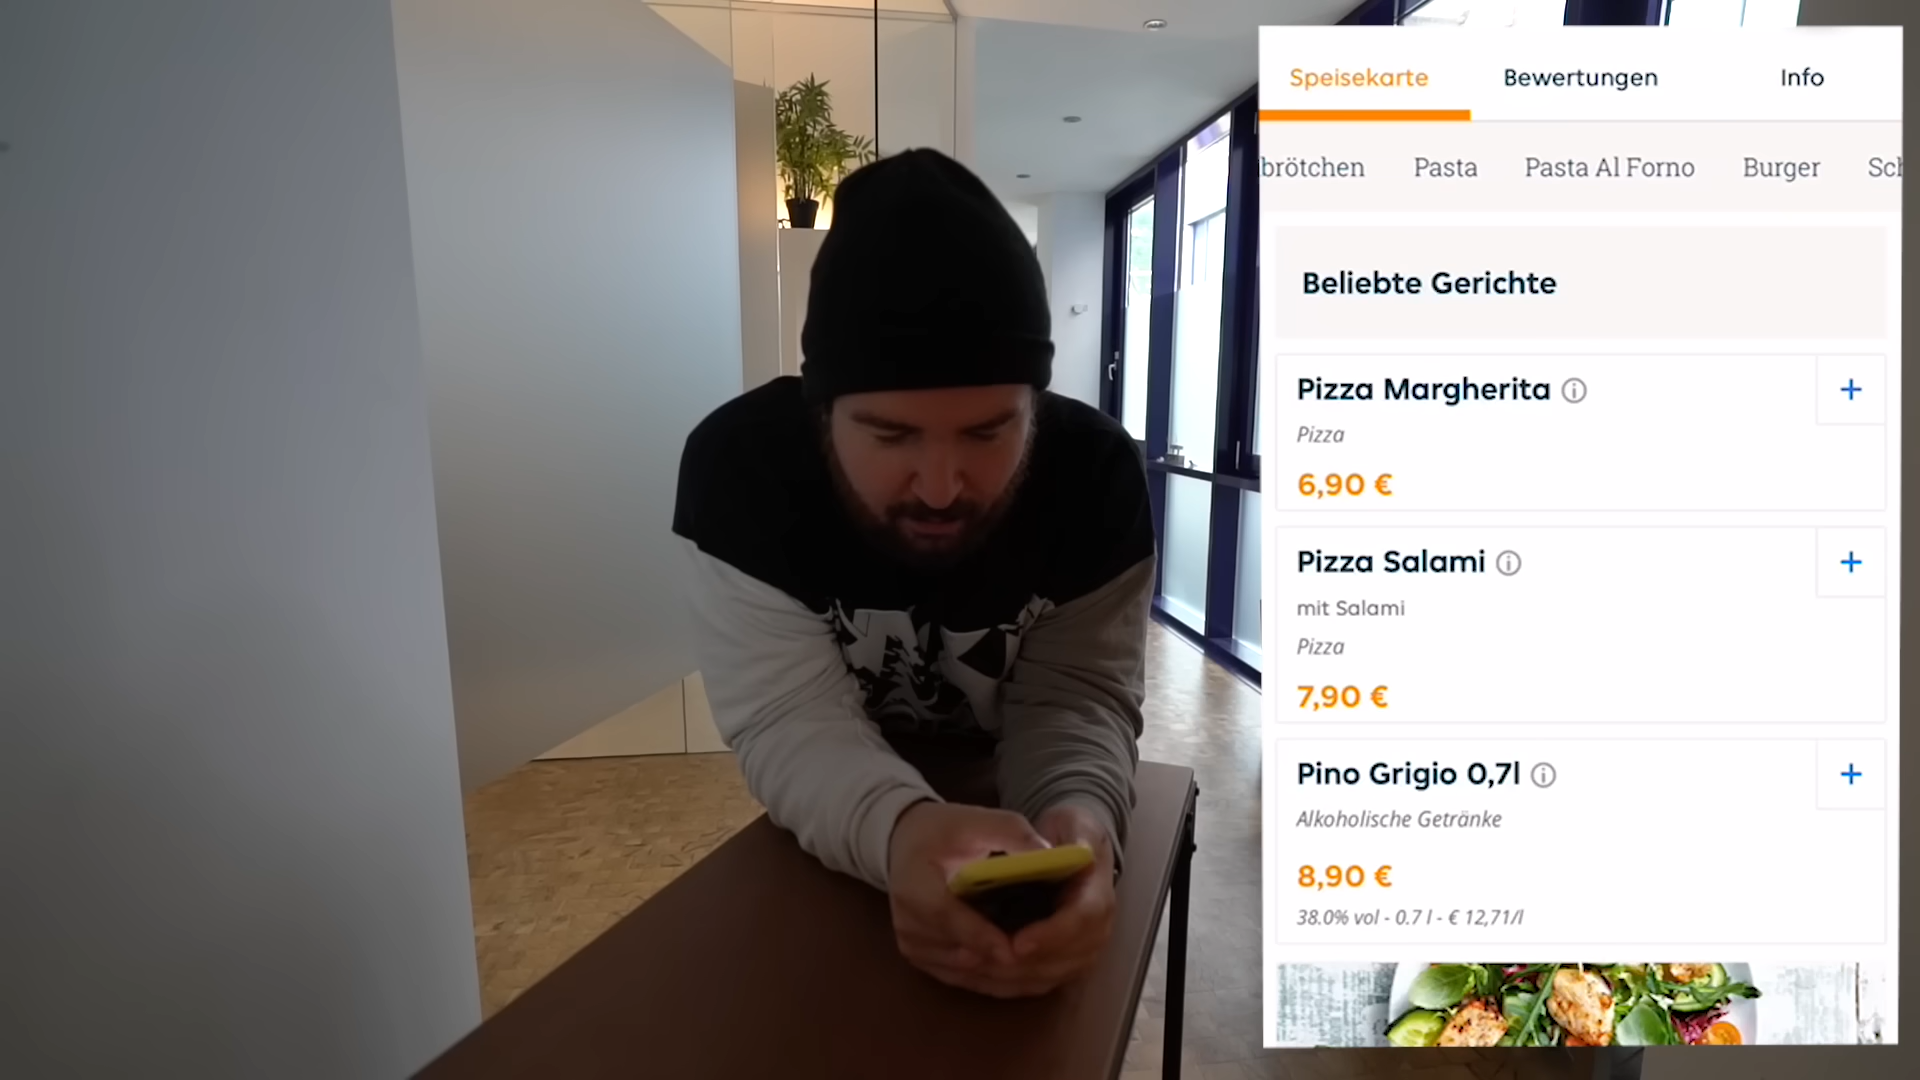 Speisekarte Bewertungen Info
brötchen Pasta Pasta Al Forno Burger Sch
Beliebte Gerichte
Pizza Margherita
Pizza
6,90 €
Pizza Salami
mit Salami
Pizza
7,90 €
Pino Grigio 0,7l
Alkoholische Getränke
8,90 €
38.0% vol - 0.7 l - € 12,71/l